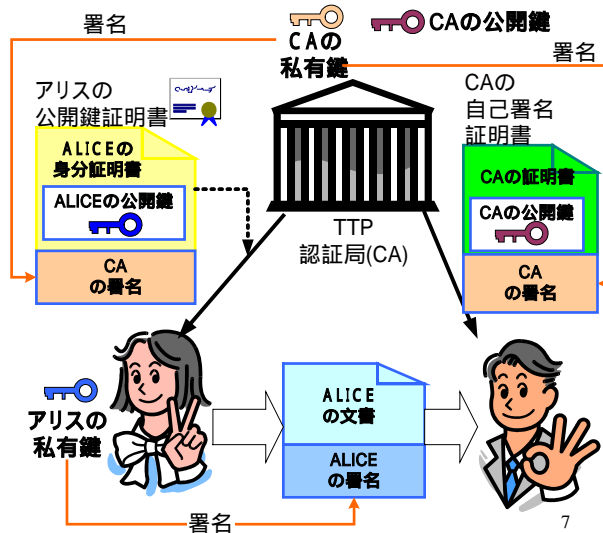 署名
CAの
私有鍵
CAの公開鍵
署名
アリスの
公開鍵証明書
CAの
自己署名
証明書
ALICEの
身分証明書
ALICEの公開鍵
CA
の署名
TTP
認証局(CA)
CAの証明書
CAの公開鍵
CA
の署名
アリスの
私有鍵
ALICE
の文書
ALICE
の署名
署名
7